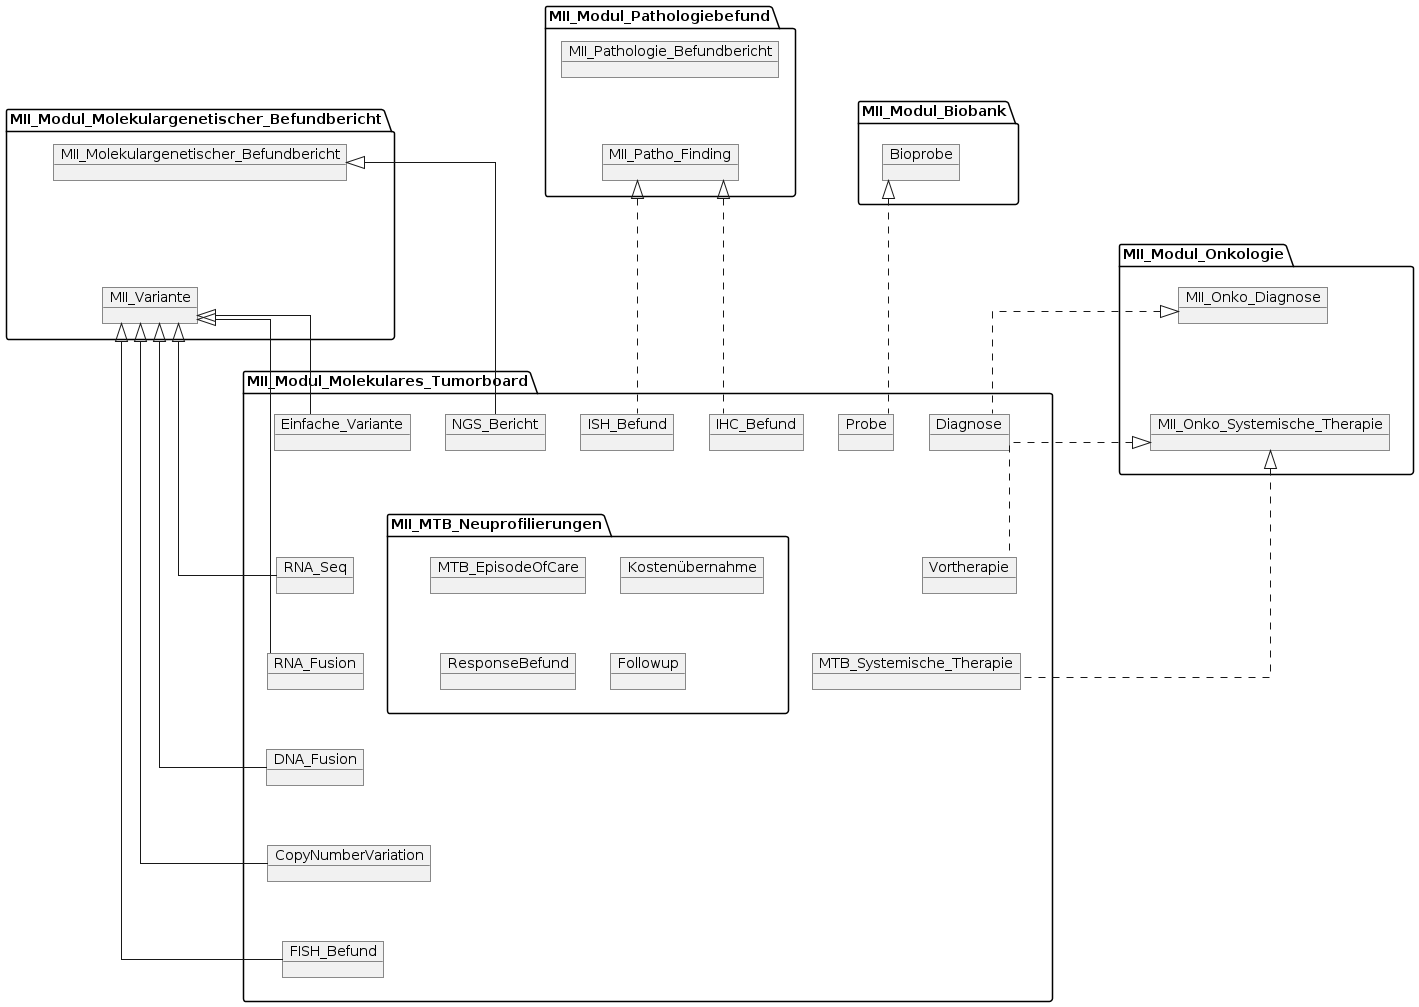 MII_Modul_Pathologiebefund
MII_Pathologie_Befundbericht
MII_Patho_Finding
MII_Modul_Biobank
Bioprobe
MII_Modul_Molekulargenetischer_Befundbericht
MII_Molekulargenetischer_Befundbericht
MII_Variante
MII_Modul_Onkologie
MII_Onko_Diagnose
MII_Onko_Systemische_Therapie
MII_Modul_Molekulares_Tumorboard
Einfache_Variante
NGS_Bericht
ISH_Befund
IHC_Befund
Probe
Diagnose
MII_MTB_Neuprofilierungen
MTB_EpisodeOfCare
Kostenübernahme
ResponseBefund
Followup
RNA_Seq
Vortherapie
RNA_Fusion
MTB_Systemische_Therapie
DNA_Fusion
CopyNumberVariation
FISH_Befund